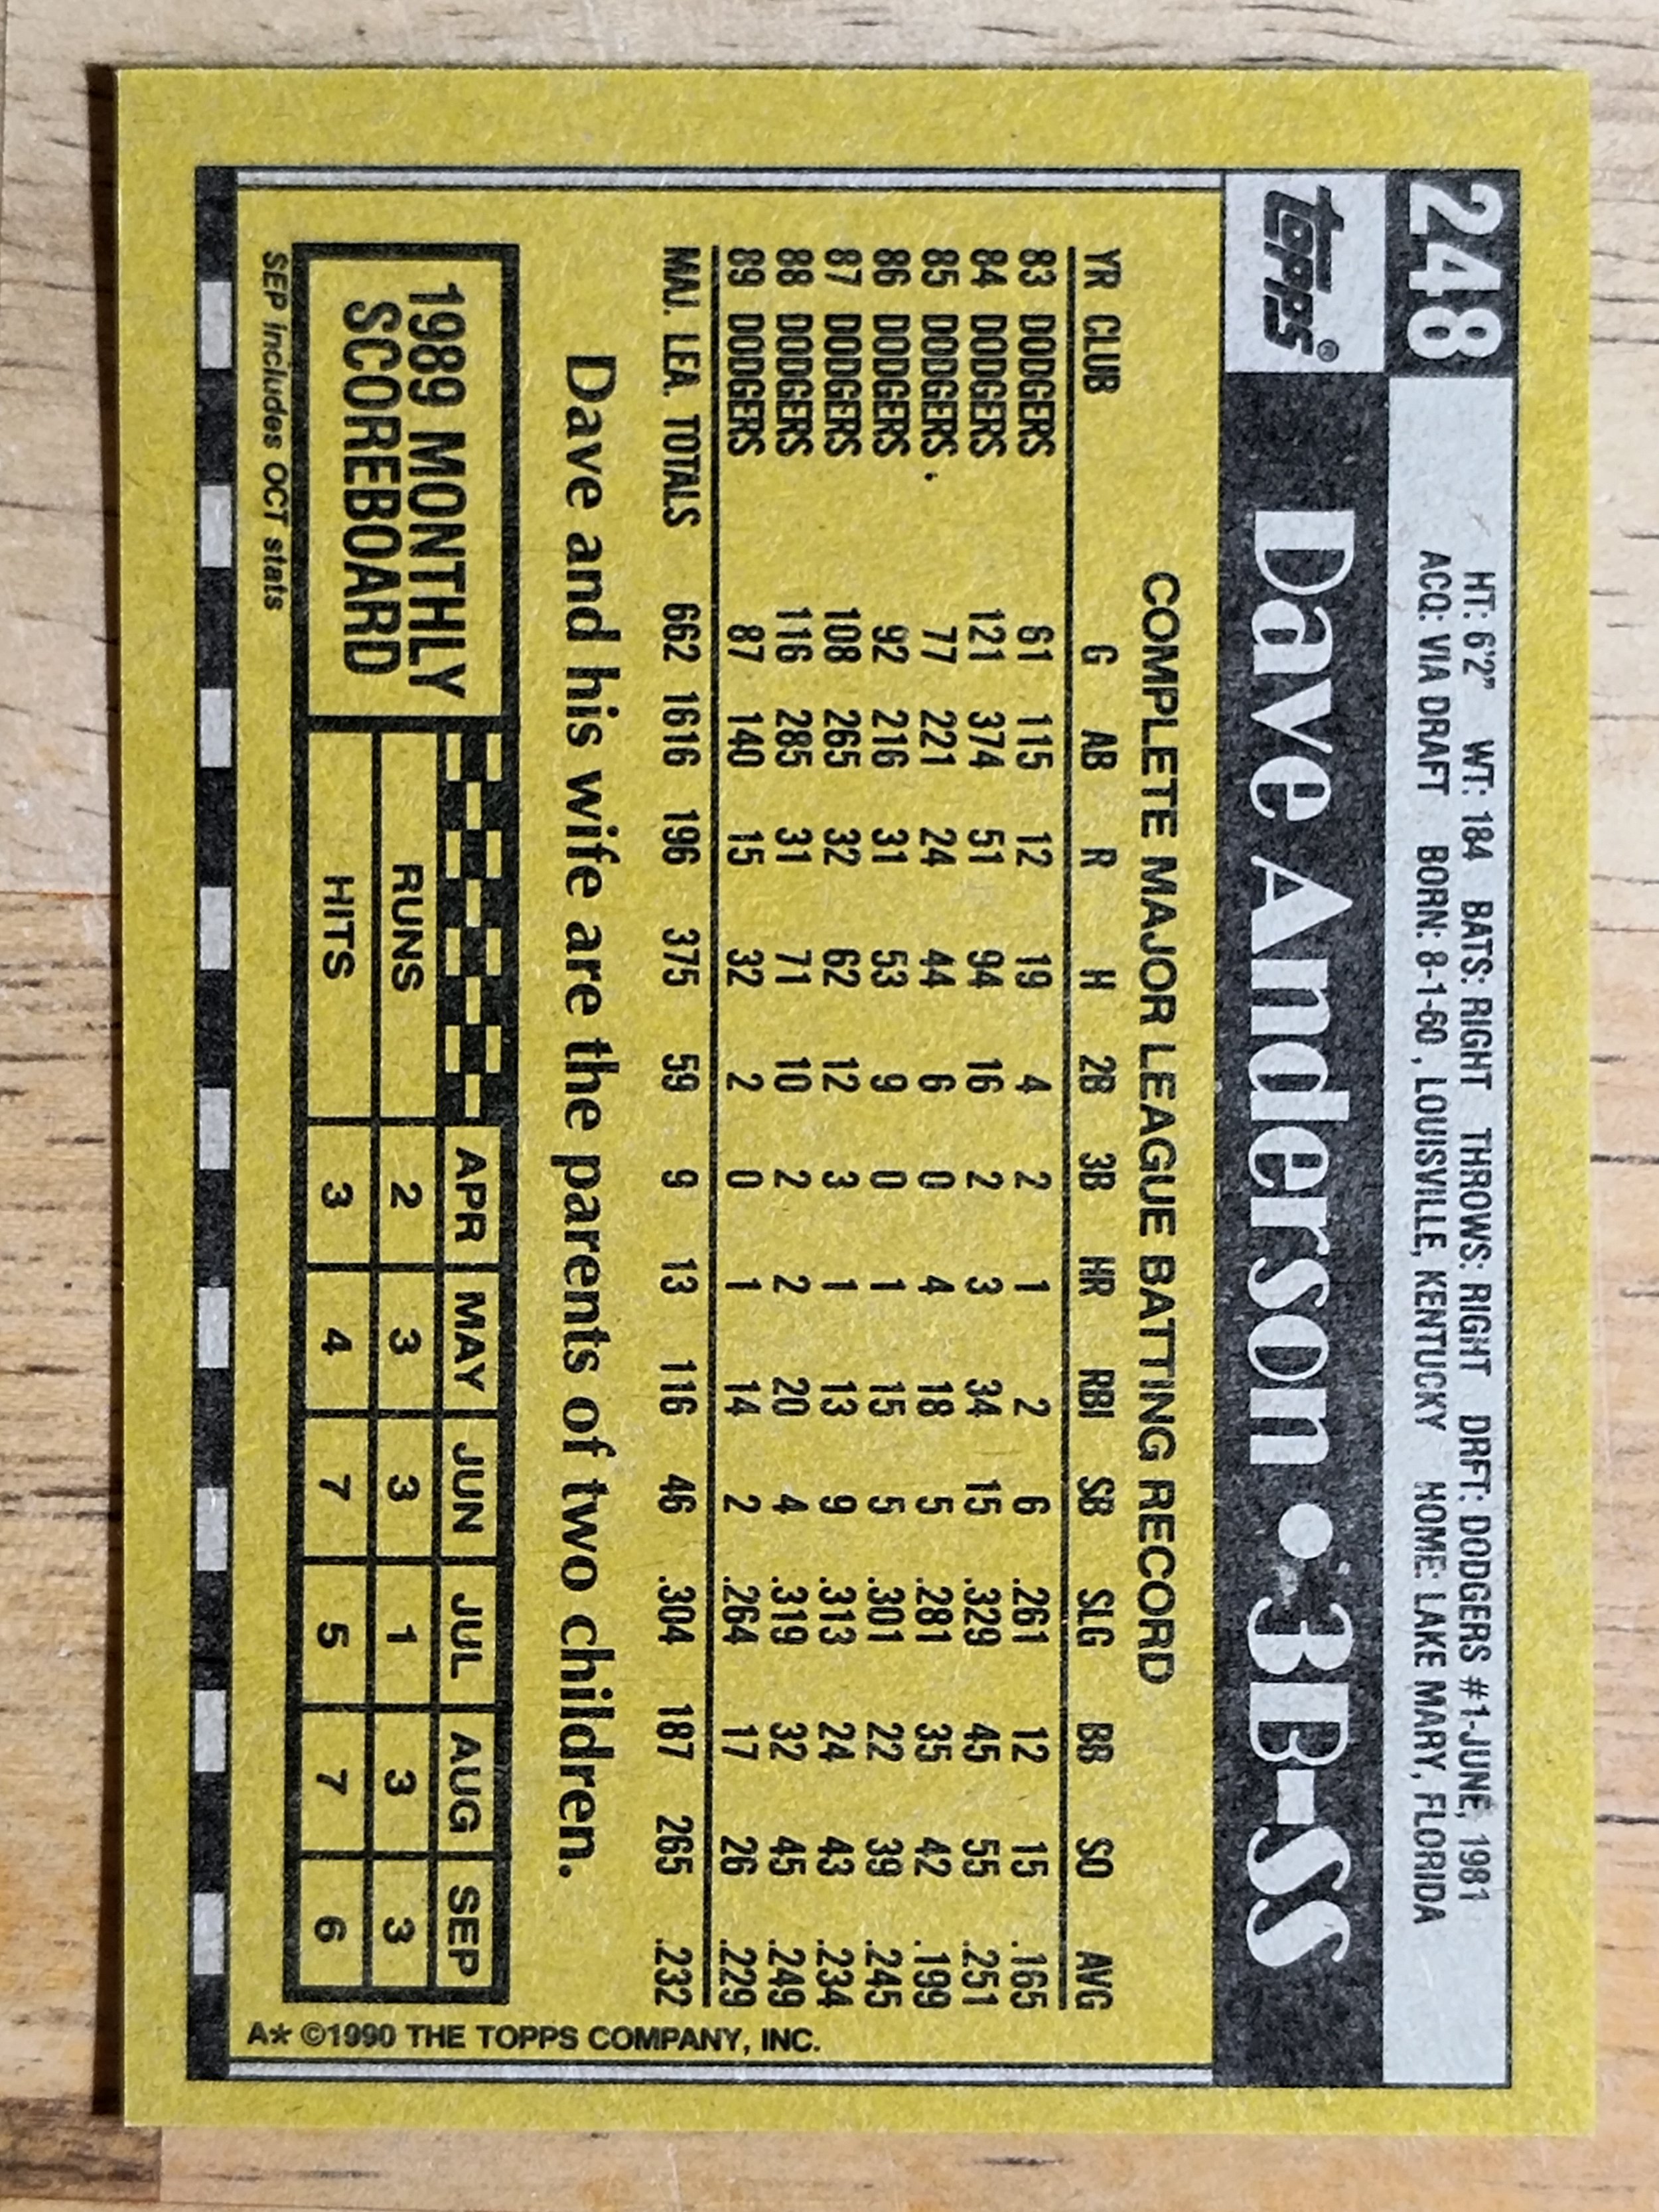 248
HT: 6'2" WT: 184 BATS: RIGHT THROWS: RIGHT DRFT: DODGERS #1-JUNE, 1981
ACQ: VIA DRAFT BORN: 8-1-60, LOUISVILLE, KENTUCKY HOME: LAKE MARY, FLORIDA
topps®
Dave Anderson • 3B-SS
COMPLETE MAJOR LEAGUE BATTING RECORD
YR CLUB G AB R H 2B 3B HR RBI SB SLG BB SO AVG
83 DODGERS 61 115 12 19 4 2 1 2 6 .261 12 15 .165
84 DODGERS 121 374 51 94 16 2 3 34 15 .329 45 55 .251
85 DODGERS 77 221 24 44 6 0 4 18 5 .281 35 42 .199
86 DODGERS 92 216 31 53 9 0 1 15 5 .301 22 39 .245
87 DODGERS 108 265 32 62 12 3 1 13 9 .313 24 43 .234
88 DODGERS 116 285 31 71 10 2 2 20 4 .319 32 45 .249
89 DODGERS 87 140 15 32 2 0 1 14 2 .264 17 26 .229
MAJ. LEA. TOTALS 662 1616 196 375 59 9 13 116 46 .304 187 265 .232
Dave and his wife are the parents of two children.
1989 MONTHLY
SCOREBOARD
APR MAY JUN JUL AUG SEP
RUNS 2 3 3 1 3 3
HITS 3 4 7 5 7 6
SEP includes OCT stats
A* ©1990 THE TOPPS COMPANY, INC.